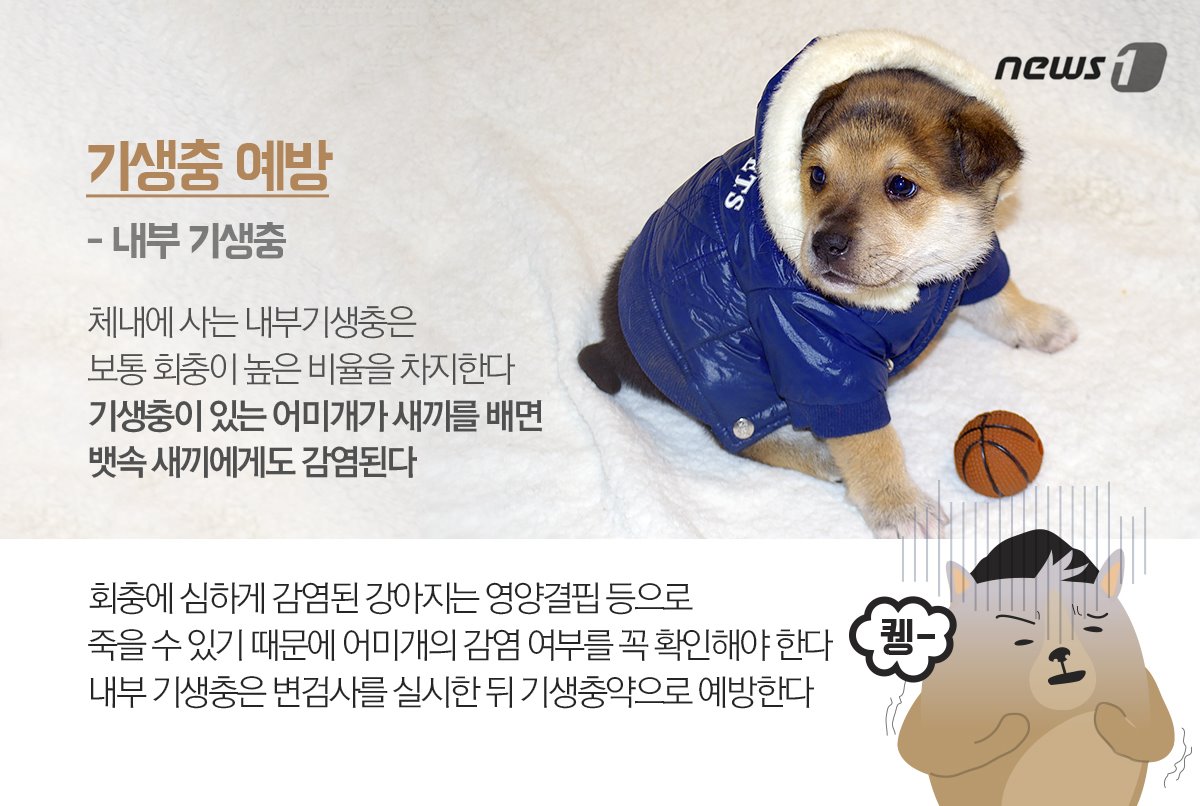 news1
기생충 예방
- 내부 기생충
ETS
체내에 사는 내부기생충은
보통 회충이 높은 비율을 차지한다
기생충이 있는 어미개가 새끼를 배면
뱃속 새끼에게도 감염된다
회충에 심하게 감염된 강아지는 영양결핍 등으로
죽을 수 있기 때문에 어미개의 감염 여부를 꼭 확인해야 한다
내부 기생충은 변검사를 실시한 뒤 기생충약으로 예방한다
켕-